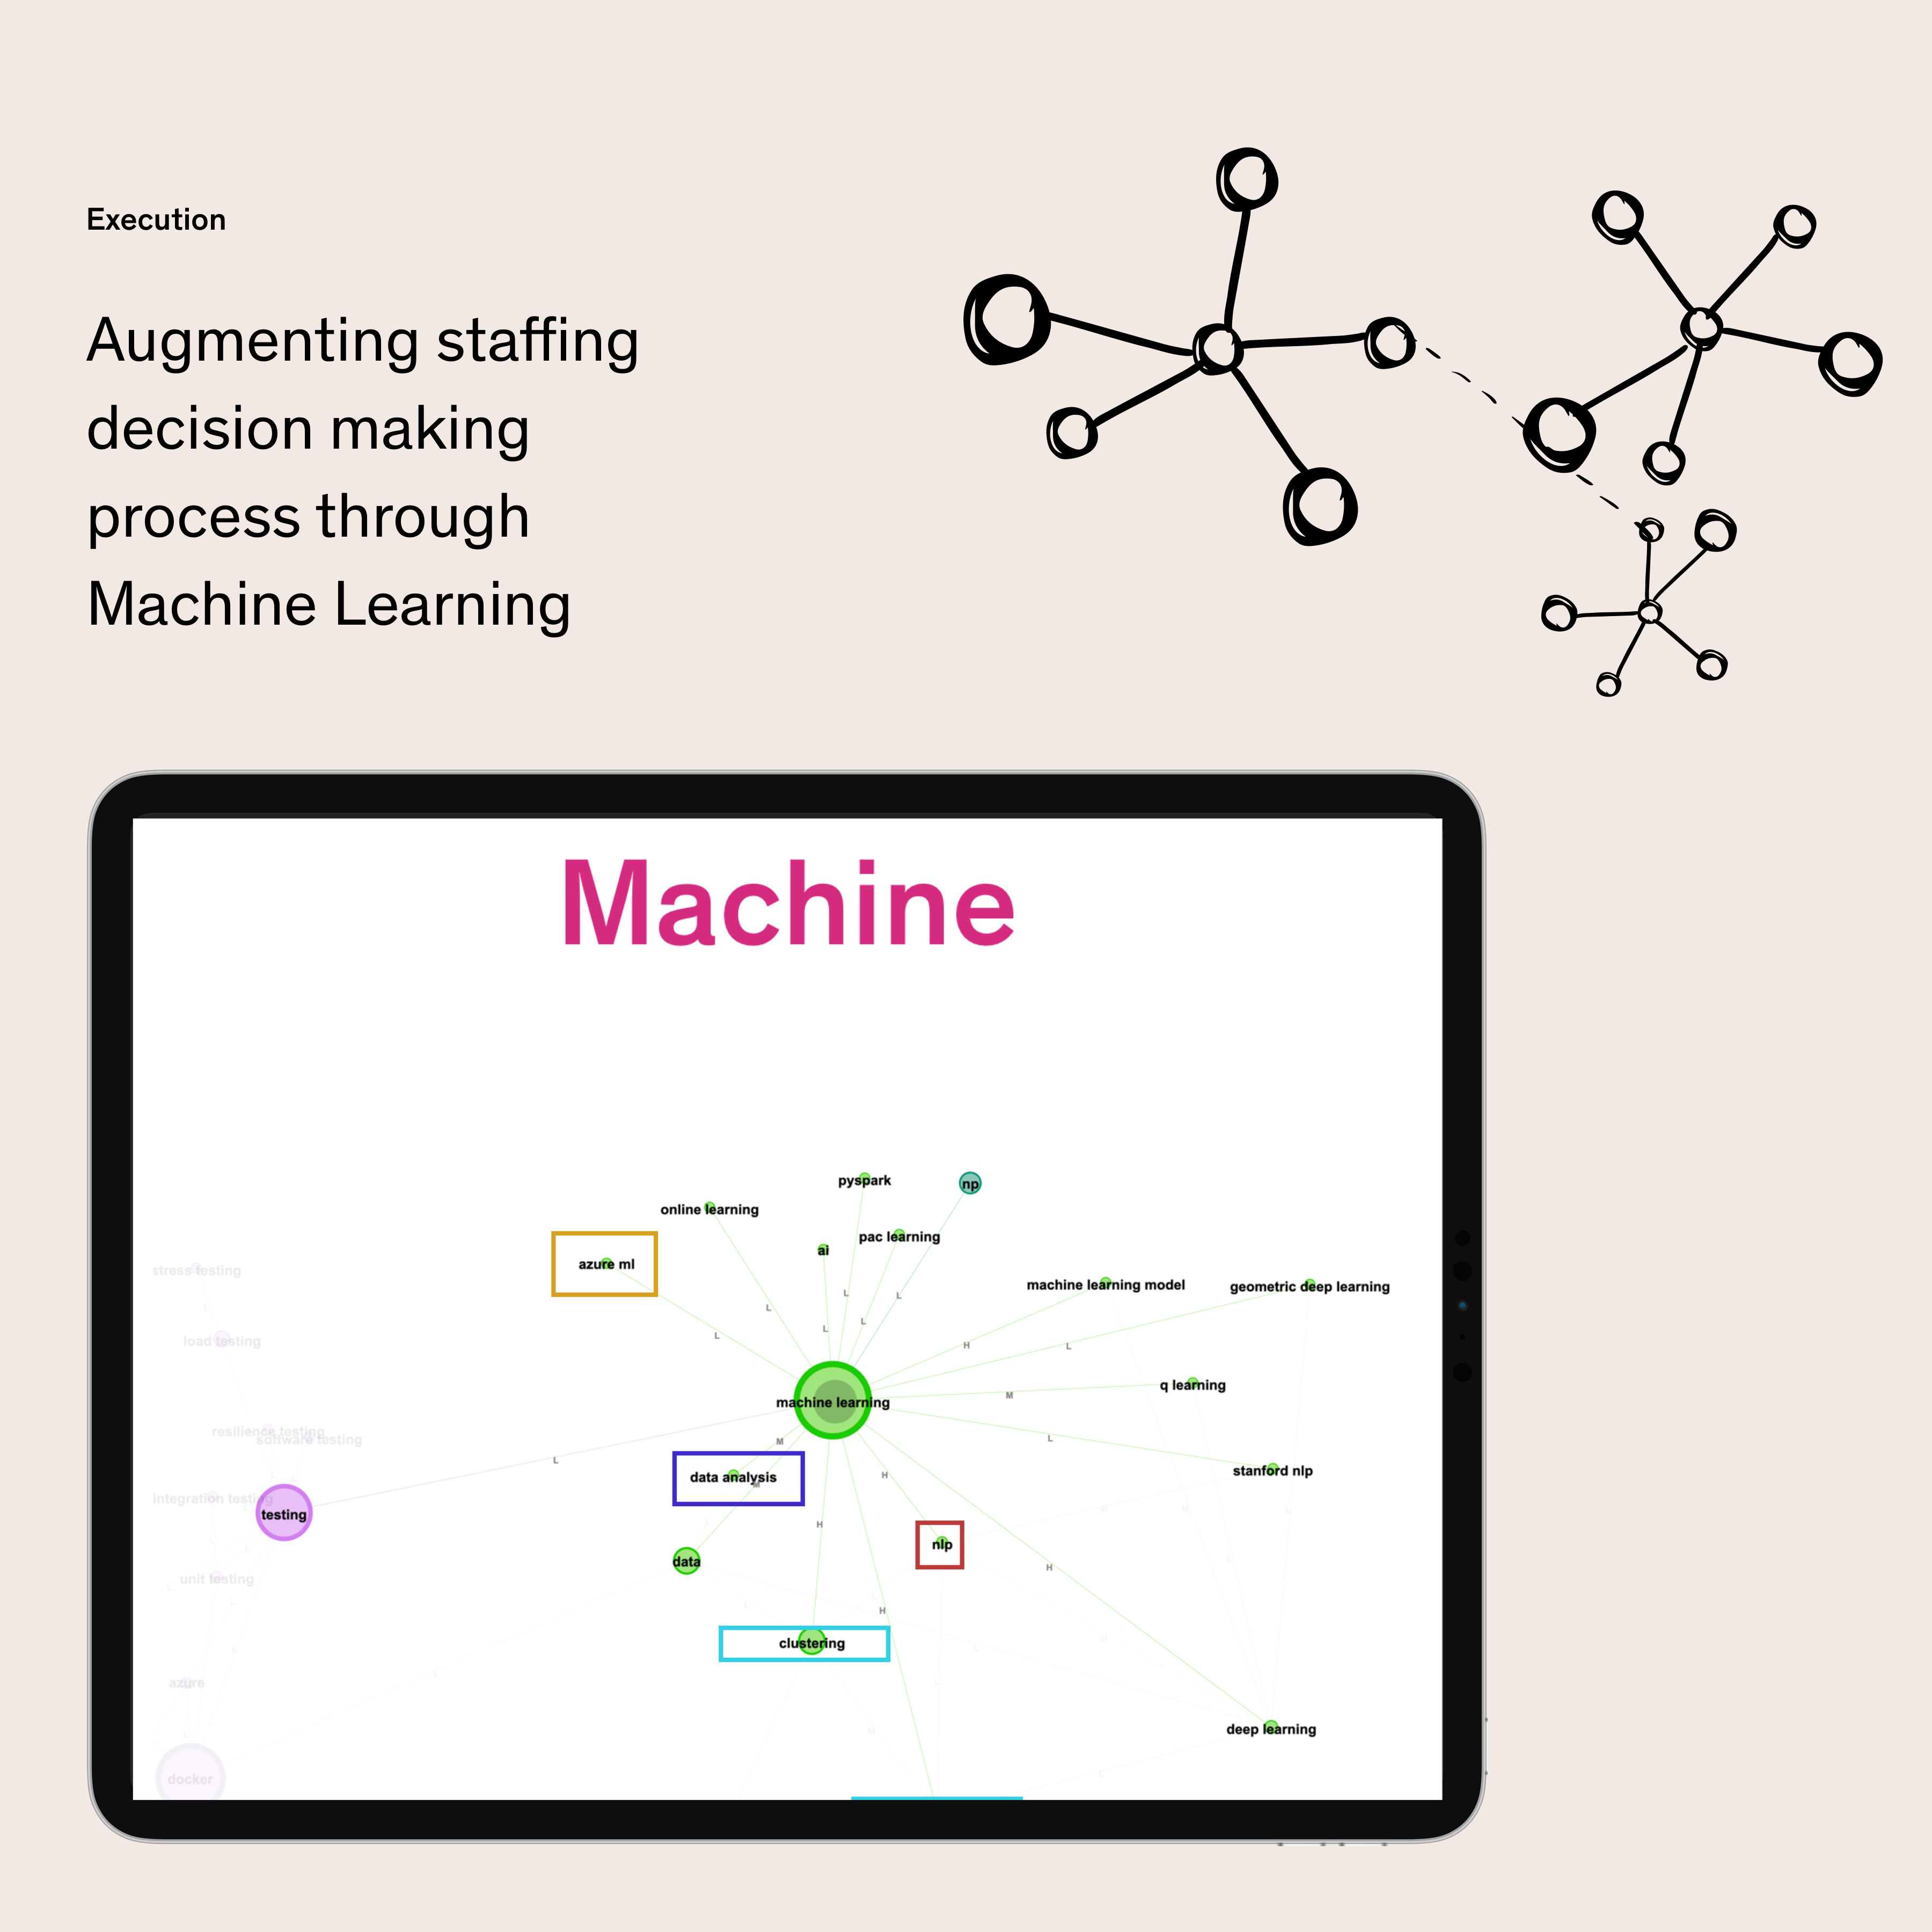 Execution
Augmenting staffing
decision making
process through
Machine Learning
Machine
pyspark
np
online learning
pac learning
ai
azure ml
stress testing
machine learning model
geometric deep learning
L
L
L
L
L
L
load testing
H
L
q learning
M
machine learning
resilience testing
software testing
M
L
L
stanford nlp
data analysis
H
M
integration testing
testing
H
nlp
data
H
unit testing
H
clustering
azure
deep learning
docker